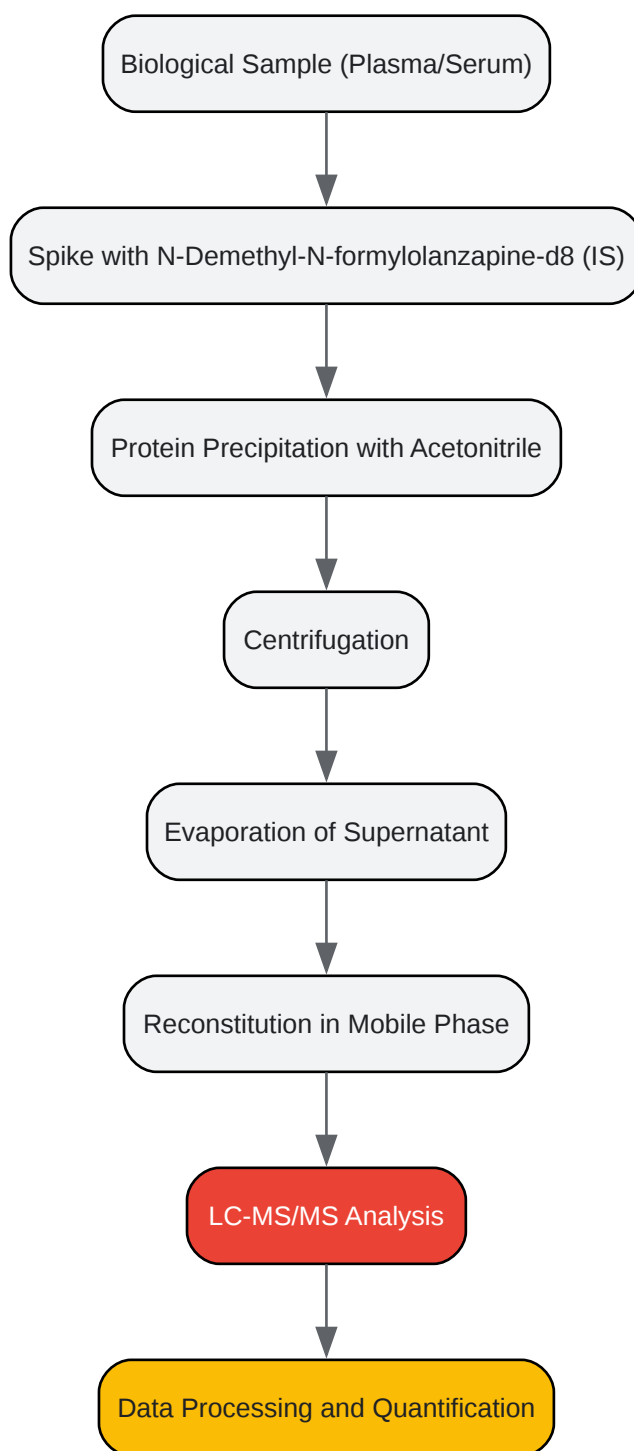 Biological Sample (Plasma/Serum)
Spike with N-Demethyl-N-formylolanzapine-d8 (IS)
Protein Precipitation with Acetonitrile
Centrifugation
Evaporation of Supernatant
Reconstitution in Mobile Phase
LC-MS/MS Analysis
Data Processing and Quantification